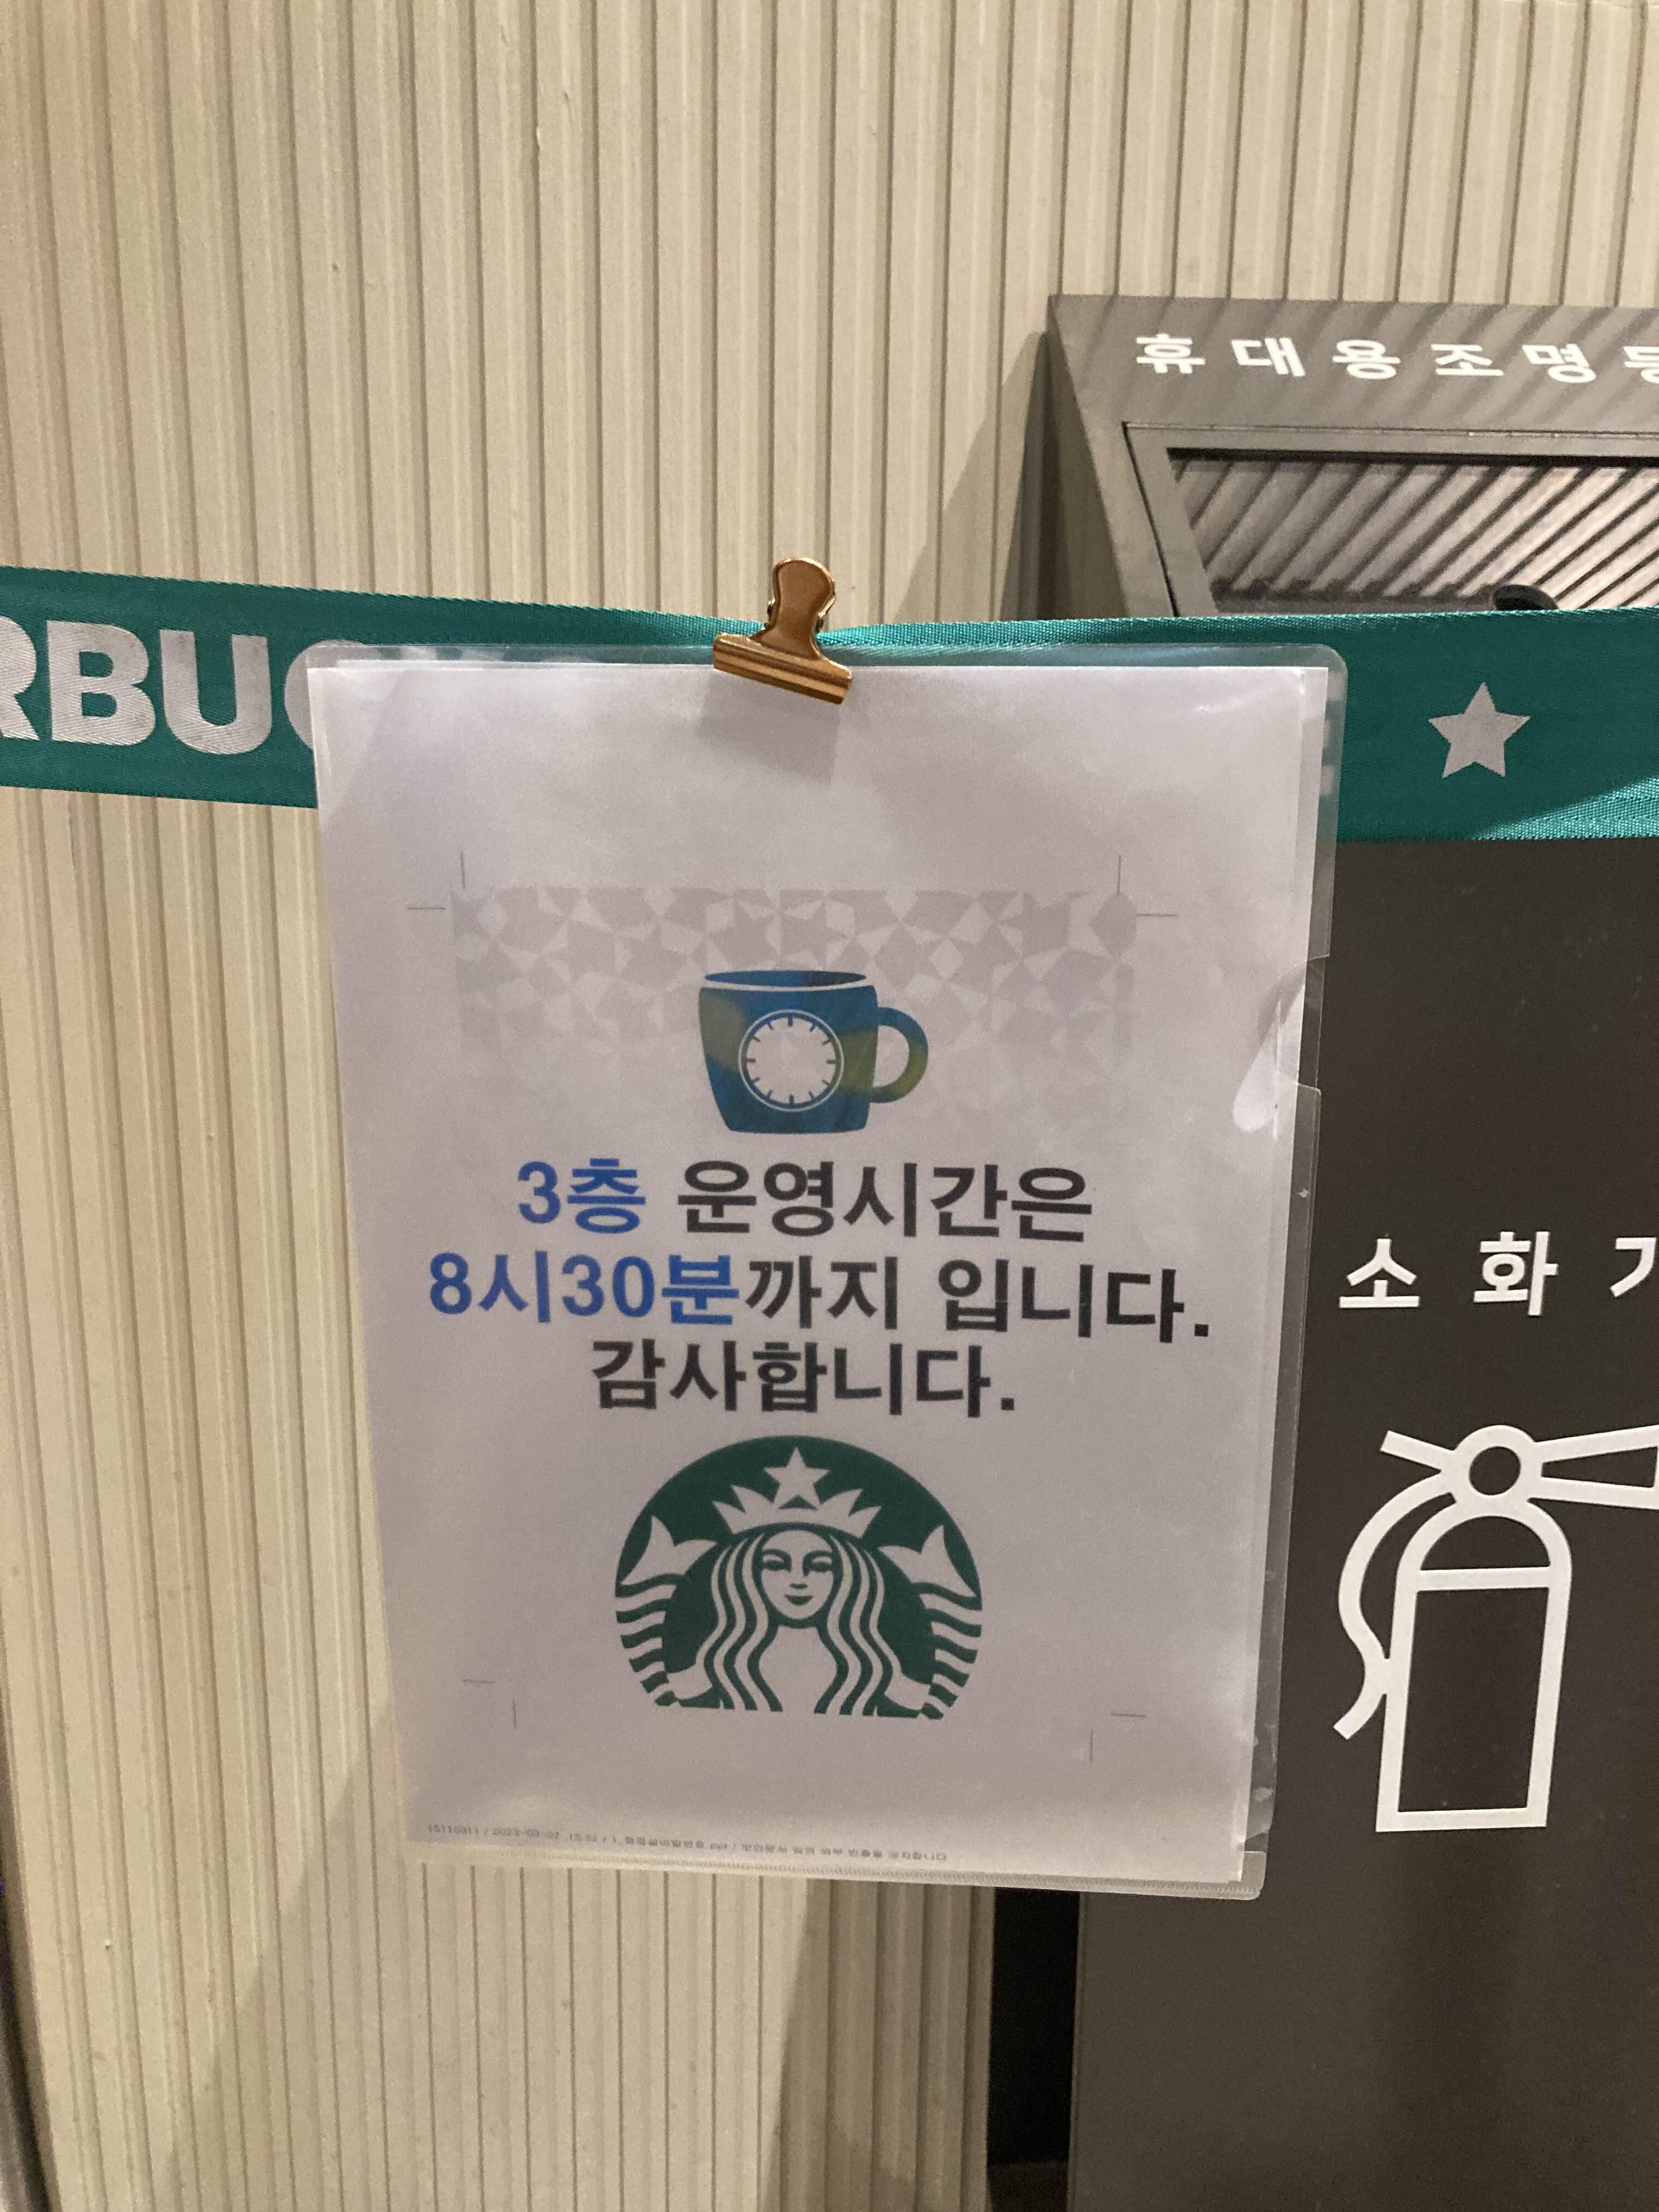 휴대용조명등
RBUC
3층 운영시간은
8시30분까지 입니다.
감사합니다.
소화기